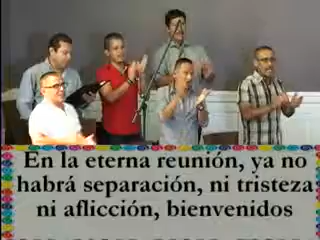 En la eterna reunión, ya no
habrá separación, ni tristeza
ni aflicción, bienvenidos